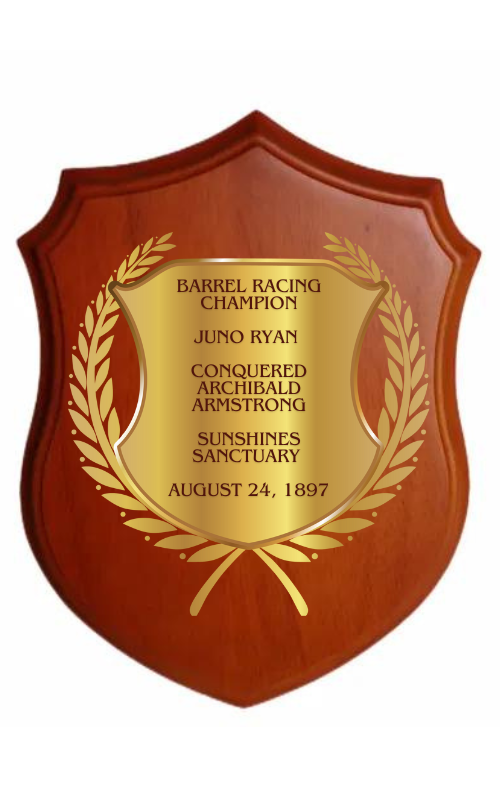 BARREL RACING
CHAMPION
JUNO RYAN
CONQUERED
ARCHIBALD
ARMSTRONG
SUNSHINES
SANCTUARY
AUGUST 24, 1897